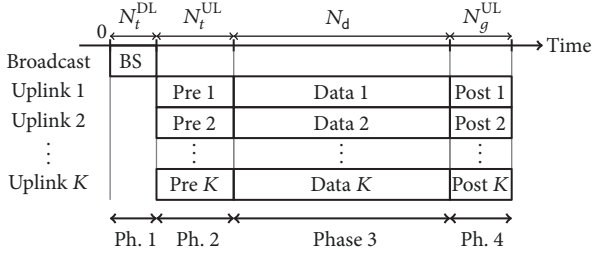 N_t^DL N_t^UL N_d N_g^UL
0 Time
Broadcast BS
Uplink 1 Pre 1 Data 1 Post 1
Uplink 2 Pre 2 Data 2 Post 2
⋮ ⋮ ⋮ ⋮
Uplink K Pre K Data K Post K
Ph. 1 Ph. 2 Phase 3 Ph. 4